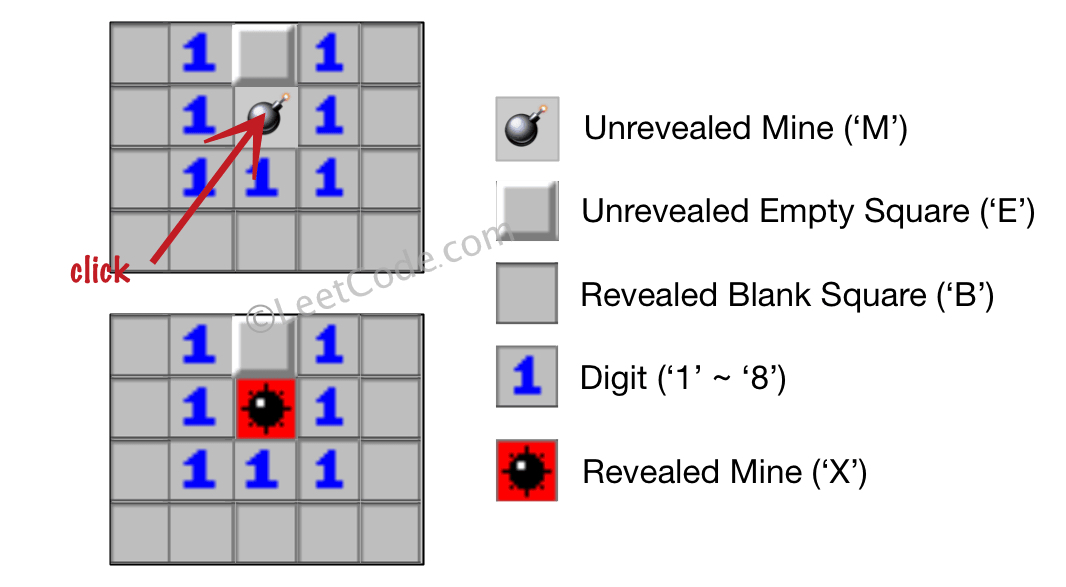 1 1
1 1
1 1 1
click
Unrevealed Mine (‘M’)
Unrevealed Empty Square (‘E’)
Revealed Blank Square (‘B’)
1 Digit (‘1’ ~ ‘8’)
Revealed Mine (‘X’)
©LeetCode.com
1 1
1 1
1 1 1